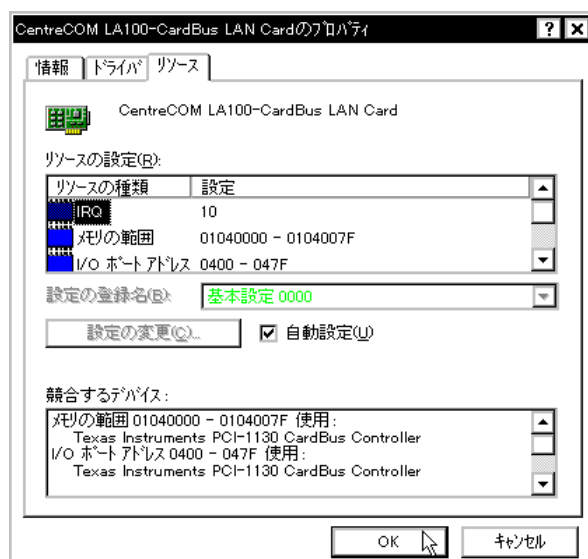 CentreCOM LA100-CardBus LAN Cardのﾌﾟﾛﾊﾟﾃｨ
情報 ﾄﾞﾗｲﾊﾞ ﾘｿｰｽ
CentreCOM LA100-CardBus LAN Card
ﾘｿｰｽの設定(R):
ﾘｿｰｽの種類 設定
IRQ 10
ﾒﾓﾘの範囲 01040000 - 0104007F
I/O ﾎﾟｰﾄ ｱﾄﾞﾚｽ 0400 - 047F
設定の登録名(B): 基本設定 0000
設定の変更(C)... 自動設定(U)
競合するﾃﾞﾊﾞｲｽ:
ﾒﾓﾘの範囲 01040000 - 0104007F 使用:
Texas Instruments PCI-1130 CardBus Controller
I/O ﾎﾟｰﾄ ｱﾄﾞﾚｽ 0400 - 047F 使用:
Texas Instruments PCI-1130 CardBus Controller
OK ｷｬﾝｾﾙ